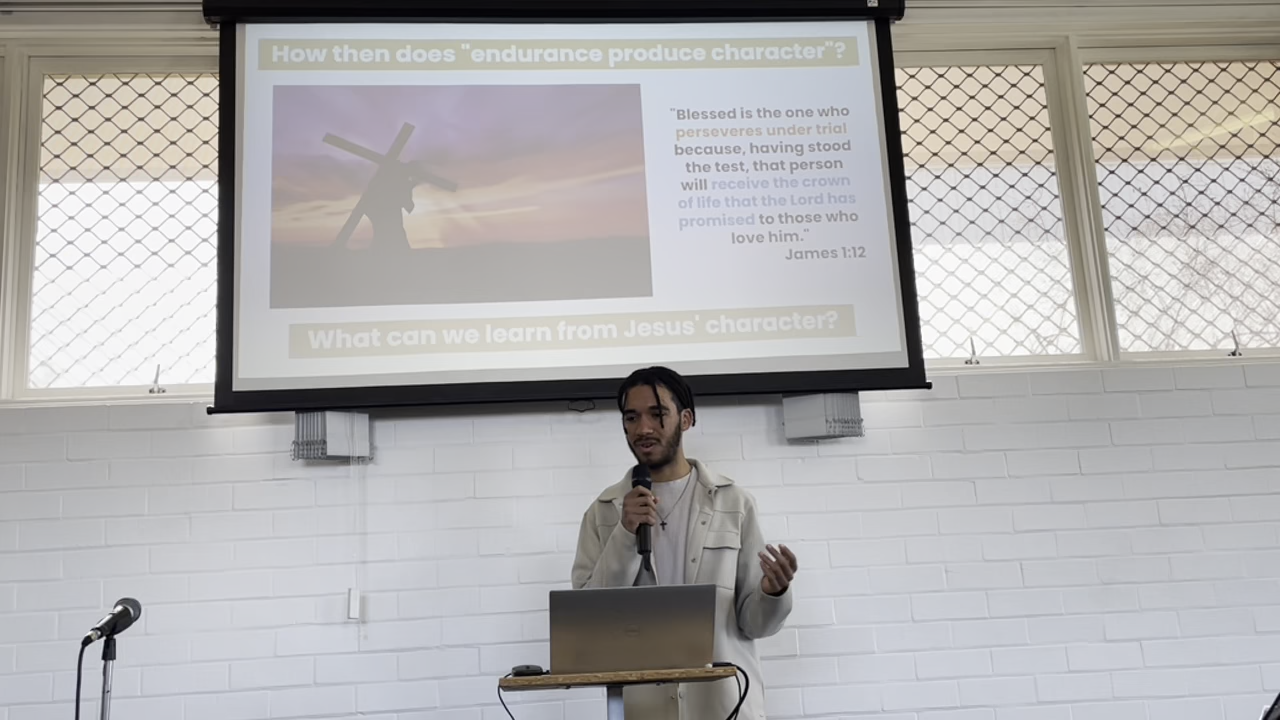 How then does "endurance produce character"?
"Blessed is the one who
perseveres under trial
because, having stood
the test, that person
will receive the crown
of life that the Lord has
promised to those who
love him."
James 1:12
What can we learn from Jesus' character?